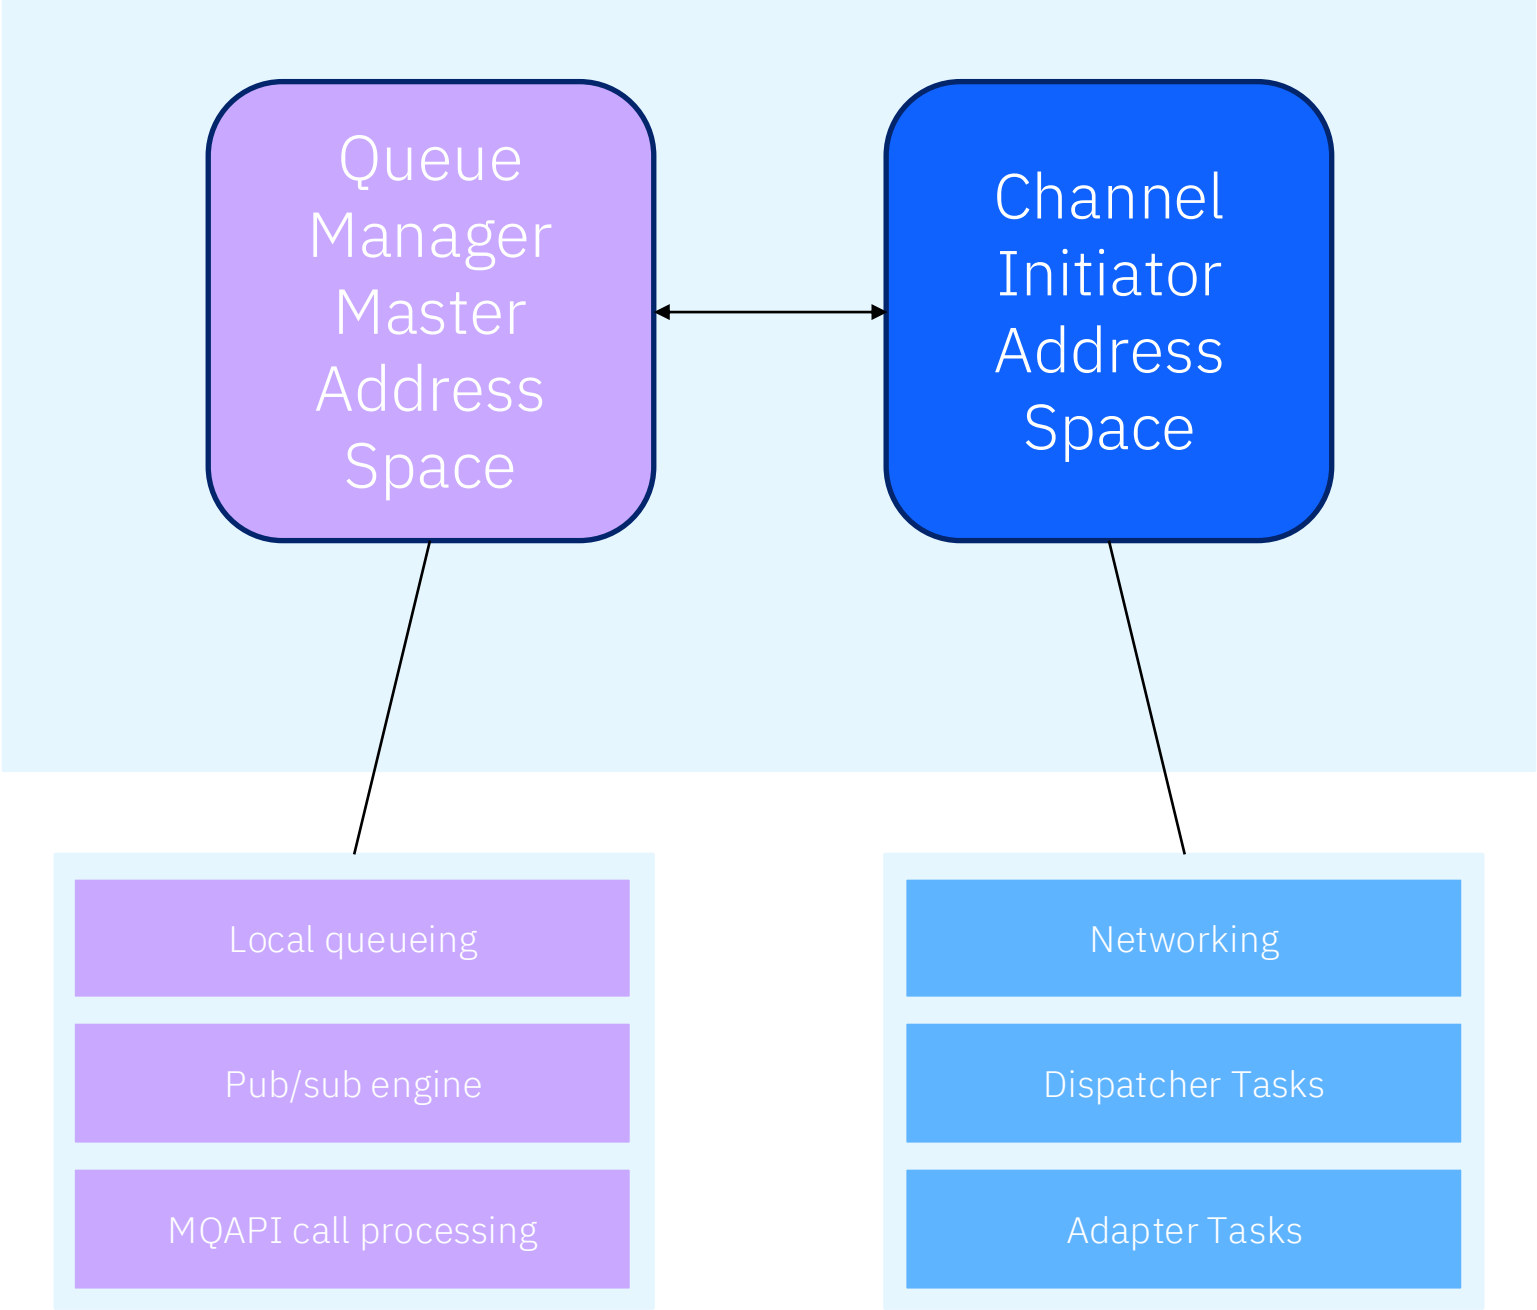 Queue
Manager
Master
Address
Space
Channel
Initiator
Address
Space
Local queueing
Pub/sub engine
MQAPI call processing
Networking
Dispatcher Tasks
Adapter Tasks